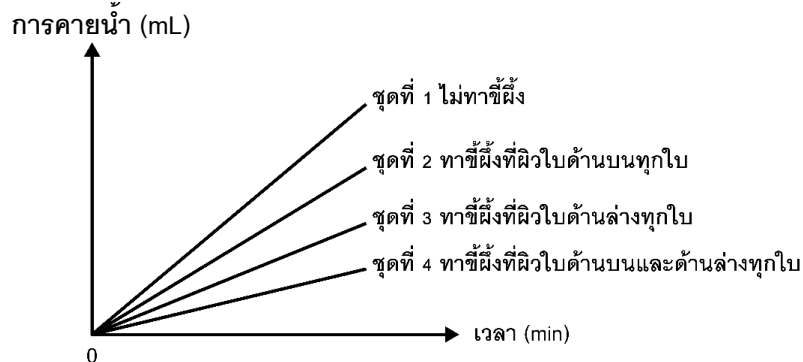 การคายน้ำ (mL)
ชุดที่ 1 ไม่ทาขี้ผึ้ง
ชุดที่ 2 ทาขี้ผึ้งที่ผิวใบด้านบนทุกใบ
ชุดที่ 3 ทาขี้ผึ้งที่ผิวใบด้านล่างทุกใบ
ชุดที่ 4 ทาขี้ผึ้งที่ผิวใบด้านบนและด้านล่างทุกใบ
เวลา (min)
0